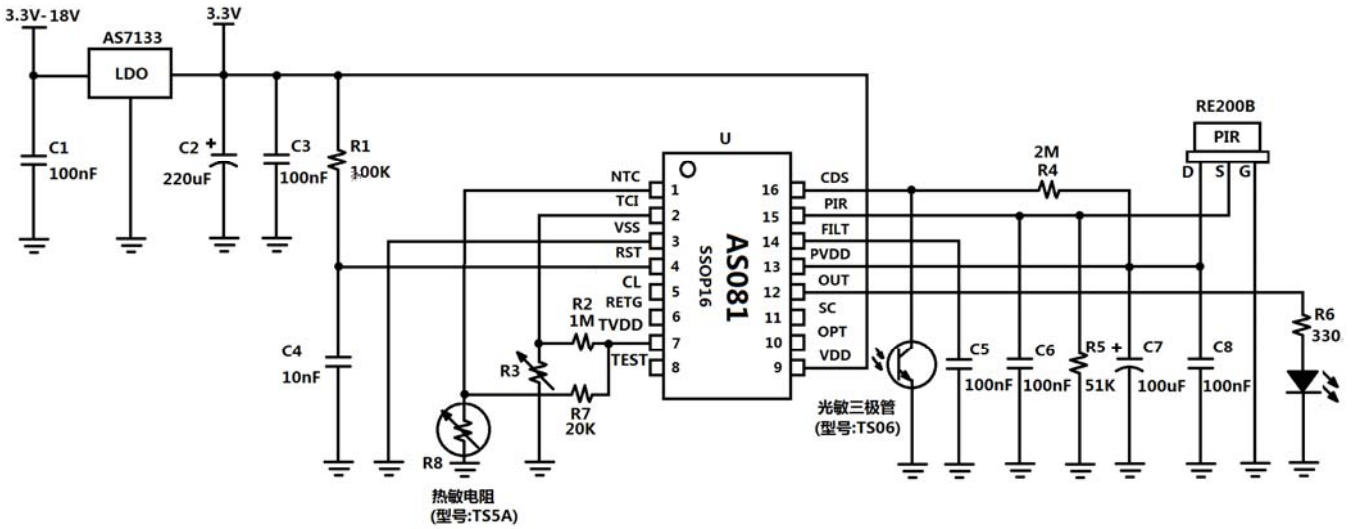 3.3V-18V
3.3V
AS7133
LDO
C1
100nF
C2
+
220uF
C3
100nF
R1
100K
C4
10nF
U
AS081
SSOP16
NTC
1
TCI
2
VSS
3
RST
4
CL
5
RETG
6
TVDD
7
TEST
8
16
CDS
15
PIR
14
FILT
13
PVDD
12
OUT
11
SC
10
OPT
9
VDD
R2
1M
R3
R7
20K
R8
热敏电阻
(型号:TS5A)
2M
R4
RE200B
PIR
D
S
G
光敏三极管
(型号:TS06)
C5
100nF
C6
100nF
R5
51K
+
C7
100uF
C8
100nF
R6
330